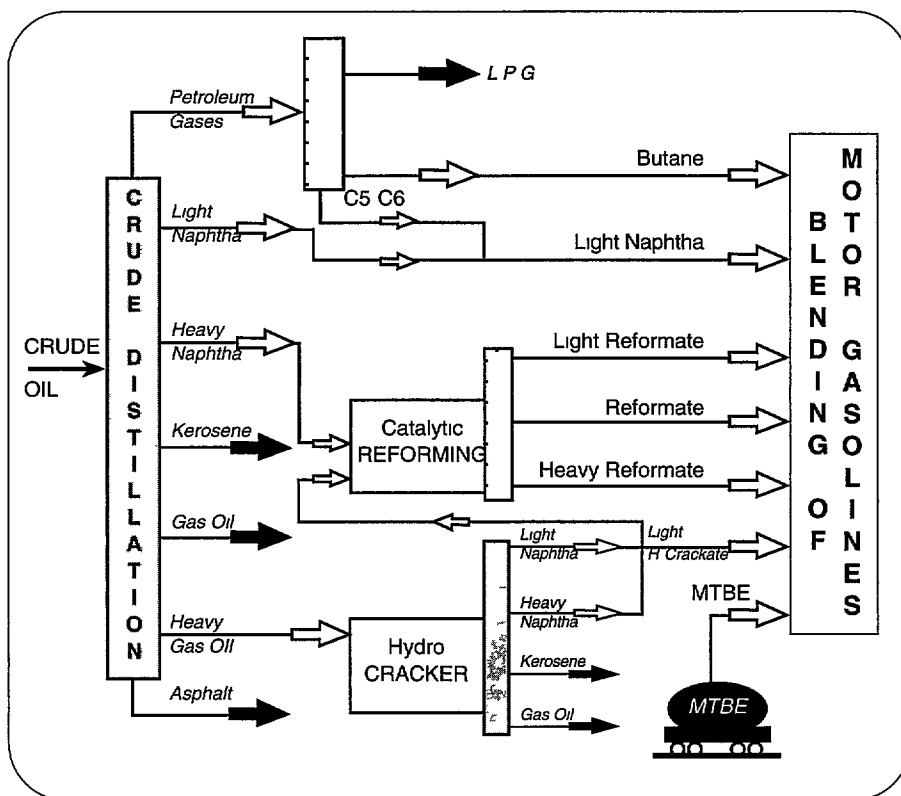 L P G
Petroleum
Gases
Butane
C5 C6
Light
Naphtha
Light Naphtha
CRUDE DISTILLLATION
Heavy
Naphtha
CRUDE
OIL
Light Reformate
Catalytic
REFORMING
Reformate
Kerosene
Heavy Reformate
Gas Oil
Light
Naphtha
Light
H Crackate
MTBE
Heavy
Naphtha
Heavy
Gas Oil
Hydro
CRACKER
Kerosene
Asphalt
Gas Oil
MTBE
BLENDING OF
MOTOR GASOLINES